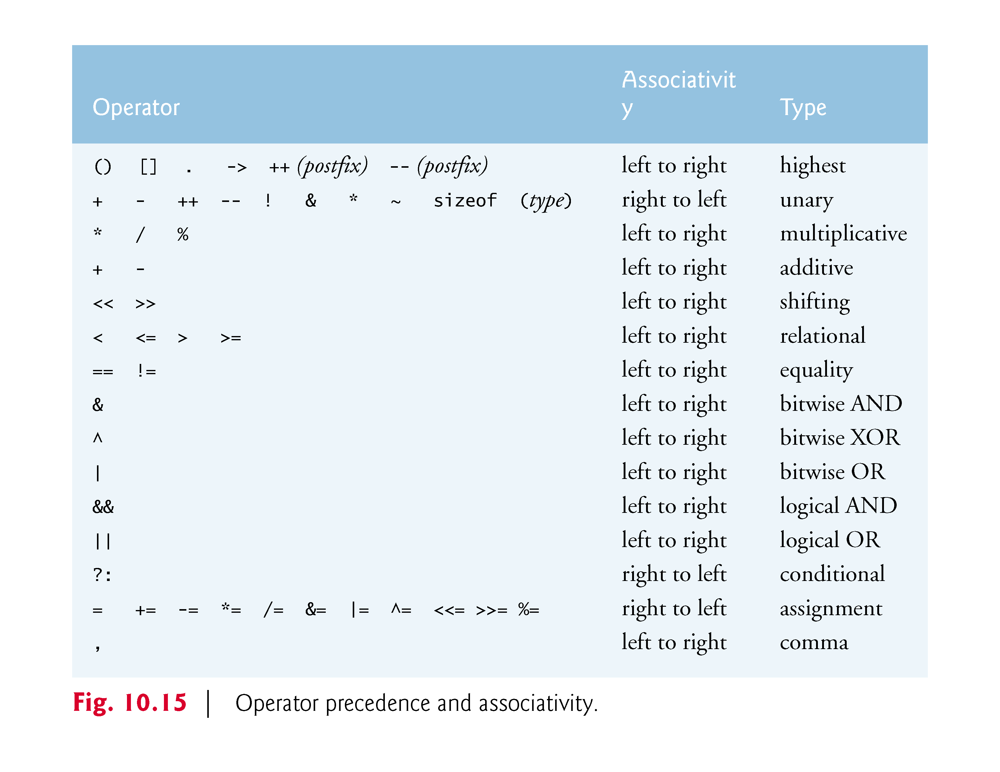 Operator Associativit
y Type
() [] . -> ++ (postfix) -- (postfix) left to right highest
+ - ++ -- ! & * ~ sizeof (type) right to left unary
* / % left to right multiplicative
+ - left to right additive
<< >> left to right shifting
< <= > >= left to right relational
== != left to right equality
& left to right bitwise AND
^ left to right bitwise XOR
| left to right bitwise OR
&& left to right logical AND
|| left to right logical OR
?: right to left conditional
= += -= *= /= &= |= ^= <<= >>= %= right to left assignment
, left to right comma
Fig. 10.15 | Operator precedence and associativity.